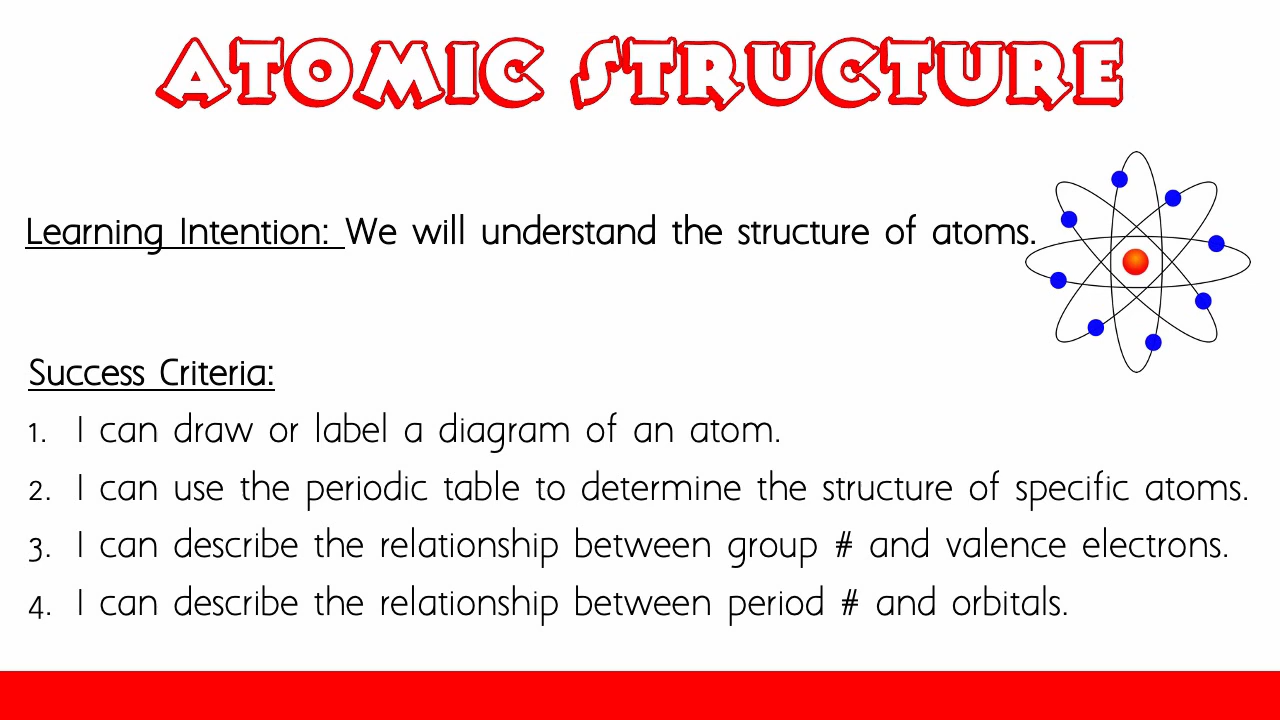 ATOMIC STRUCTURE
Learning Intention: We will understand the structure of atoms.
Success Criteria:
1. I can draw or label a diagram of an atom.
2. I can use the periodic table to determine the structure of specific atoms.
3. I can describe the relationship between group # and valence electrons.
4. I can describe the relationship between period # and orbitals.